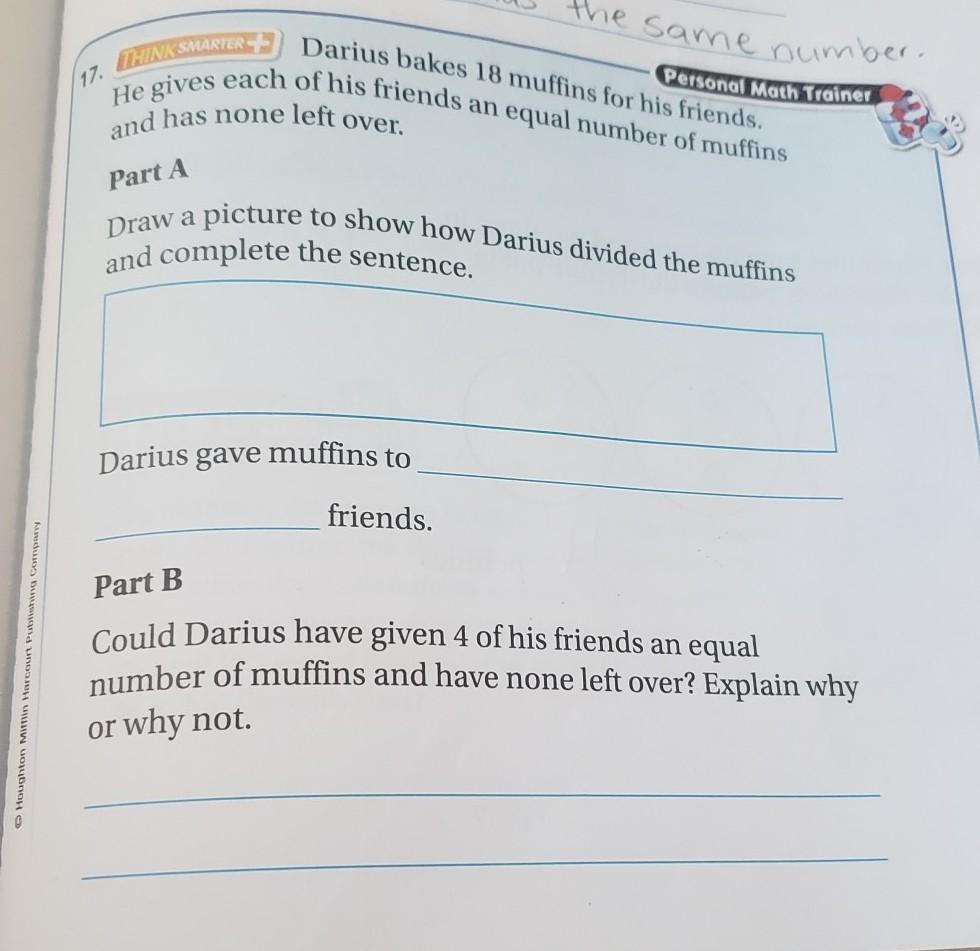 the same number.
17. THINK SMARTER + Darius bakes 18 muffins for his friends.
Personal Math Trainer
He gives each of his friends an equal number of muffins
and has none left over.
Part A
Draw a picture to show how Darius divided the muffins
and complete the sentence.
Darius gave muffins to
friends.
Part B
Could Darius have given 4 of his friends an equal
number of muffins and have none left over? Explain why
or why not.
© Houghton Mifflin Harcourt Publishing Company